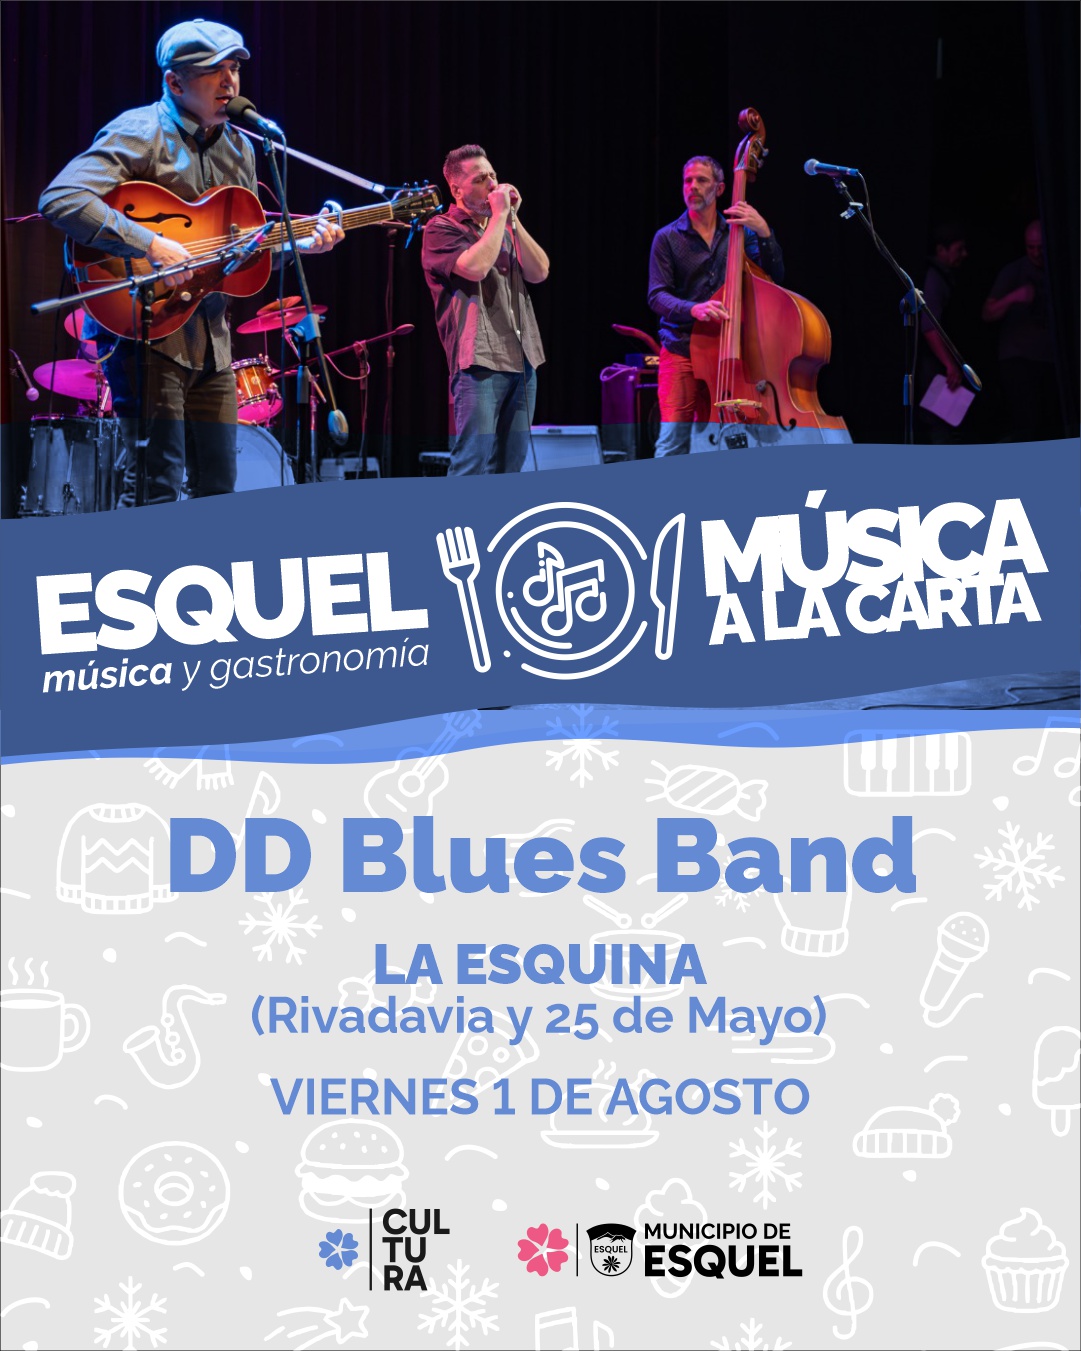 ESQUEL
música y gastronomía
MÚSICA
A LA CARTA
DD Blues Band
LA ESQUINA
(Rivadavia y 25 de Mayo)
VIERNES 1 DE AGOSTO
CUL
TU
RA
ESQUEL
MUNICIPIO DE
ESQUEL